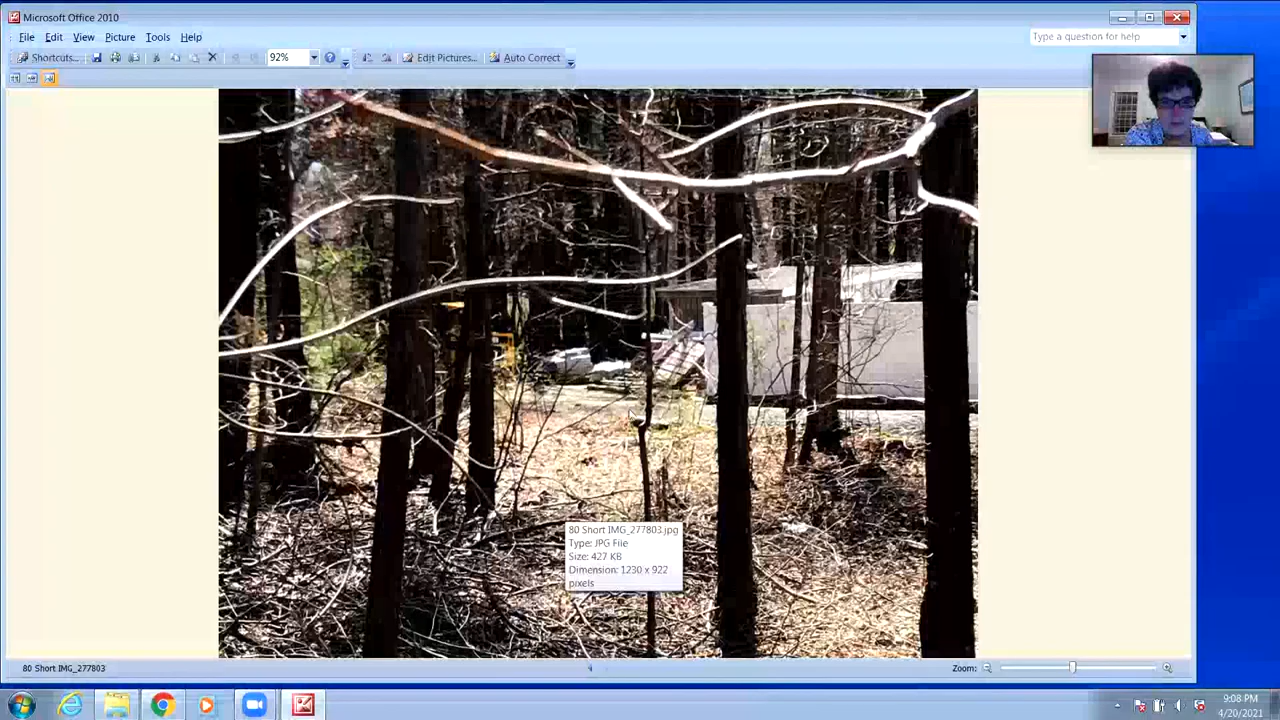 Microsoft Office 2010
File Edit View Picture Tools Help
Type a question for help
Shortcuts... 92% Edit Pictures... Auto Correct
80 Short IMG_277803.jpg
Type: JPG File
Size: 427 KB
Dimension: 1230 x 922
pixels
80 Short IMG_277803
Zoom:
9:08 PM
4/20/2021